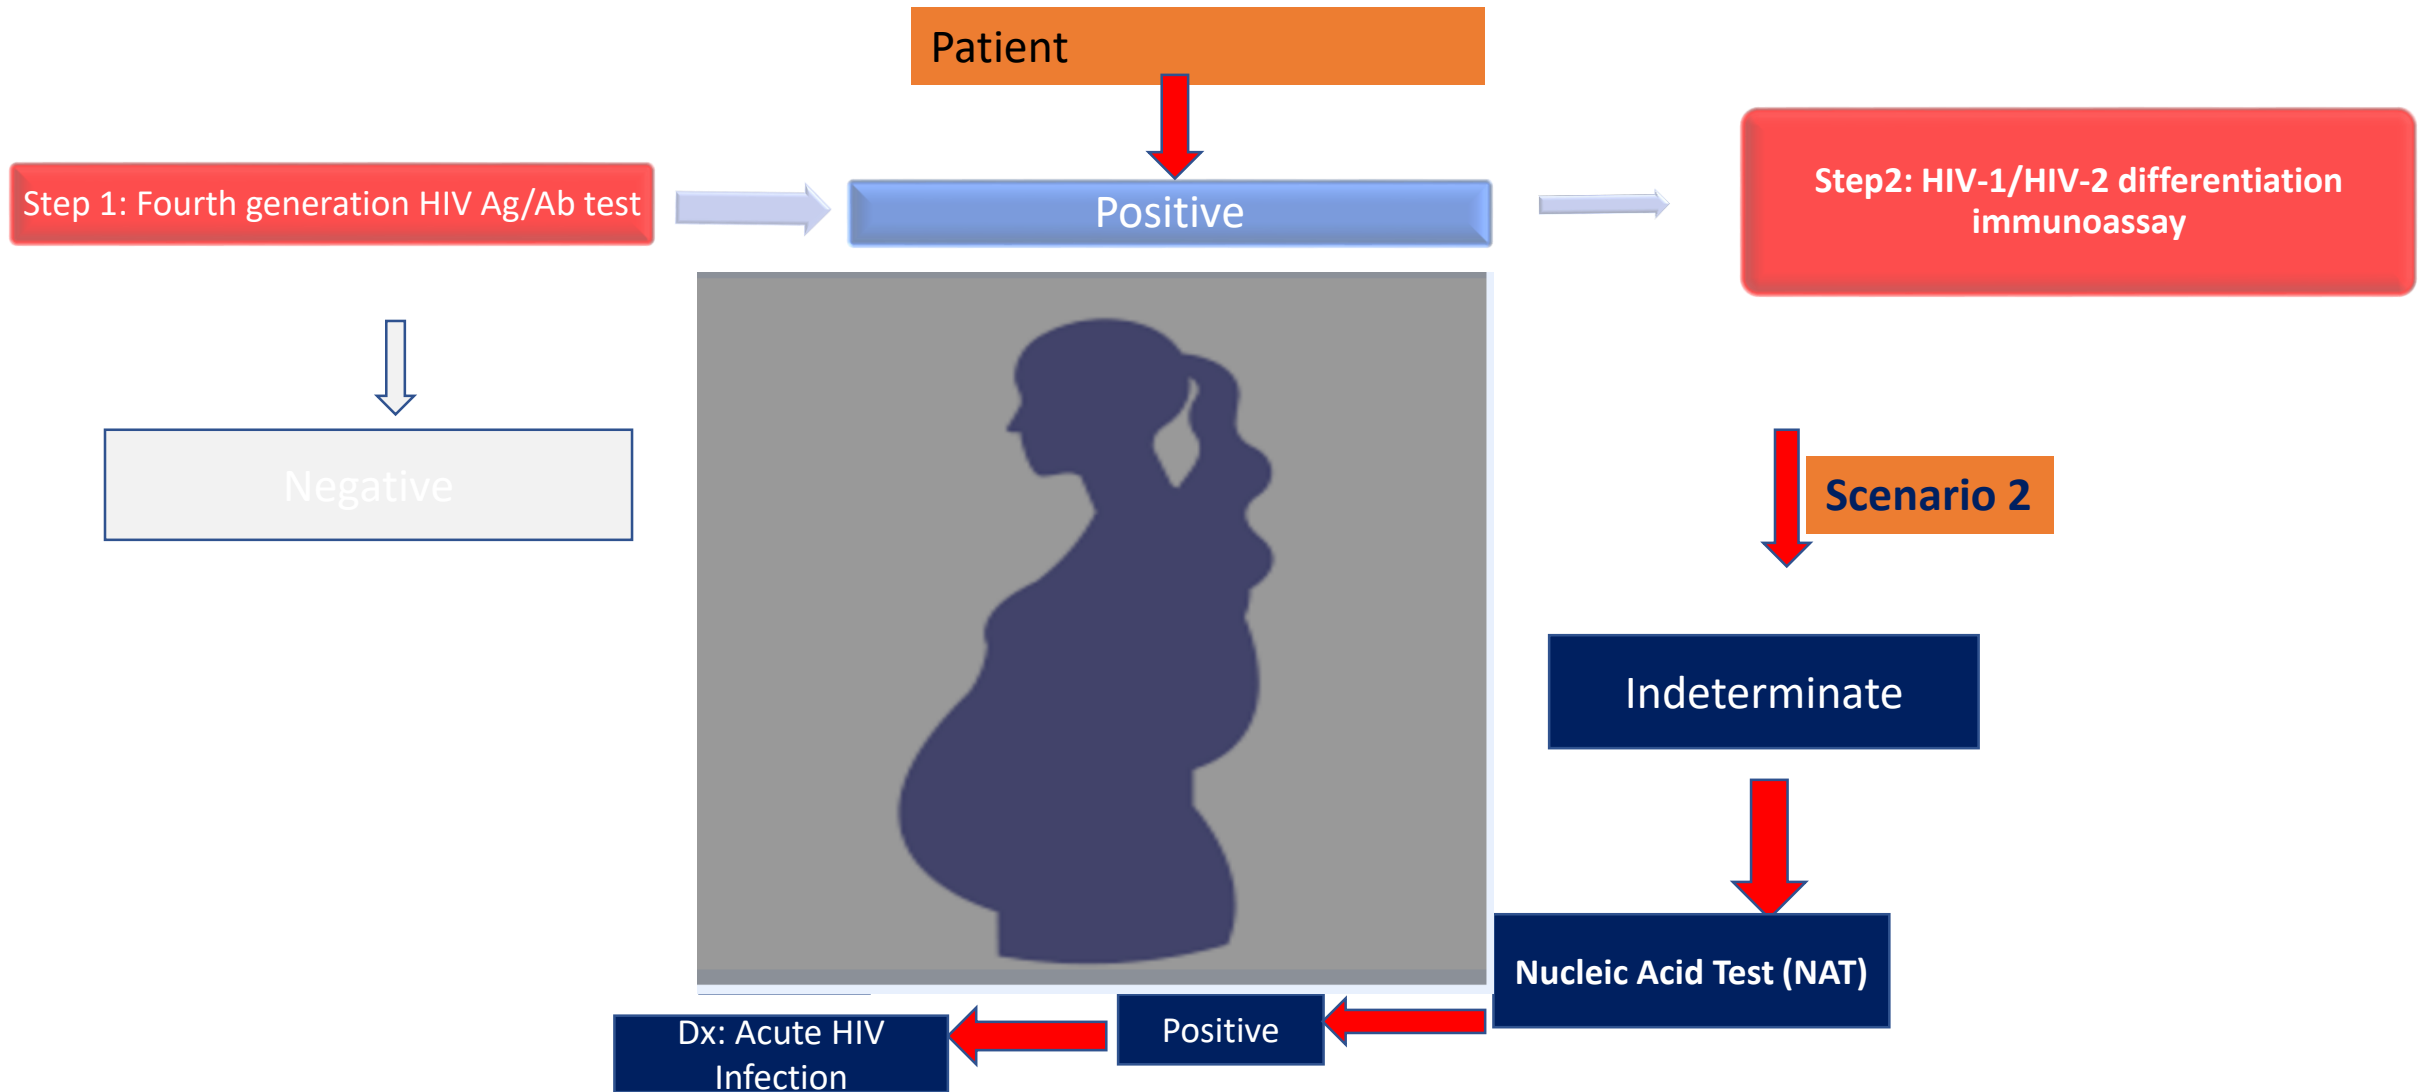 Patient
Step 1: Fourth generation HIV Ag/Ab test
Positive
Step2: HIV-1/HIV-2 differentiation
immunoassay
Negative
Scenario 2
Indeterminate
Nucleic Acid Test (NAT)
Positive
Dx: Acute HIV
Infection